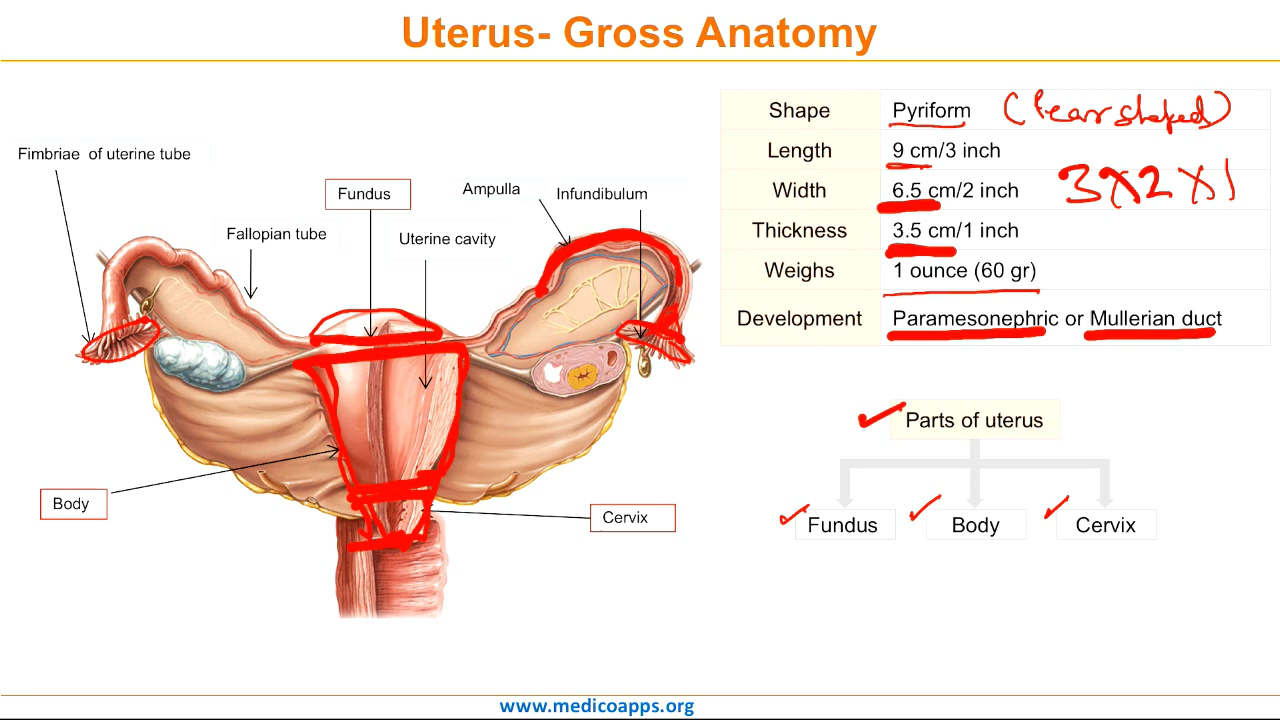 Uterus- Gross Anatomy
Fimbriae of uterine tube
Fundus
Ampulla
Infundibulum
Fallopian tube
Uterine cavity
Body
Cervix
Shape Pyriform (Pear shaped)
Length 9 cm/3 inch
Width 6.5 cm/2 inch 3X2X1
Thickness 3.5 cm/1 inch
Weighs 1 ounce (60 gr)
Development Paramesonephric or Mullerian duct
Parts of uterus
Fundus Body Cervix
www.medicoapps.org